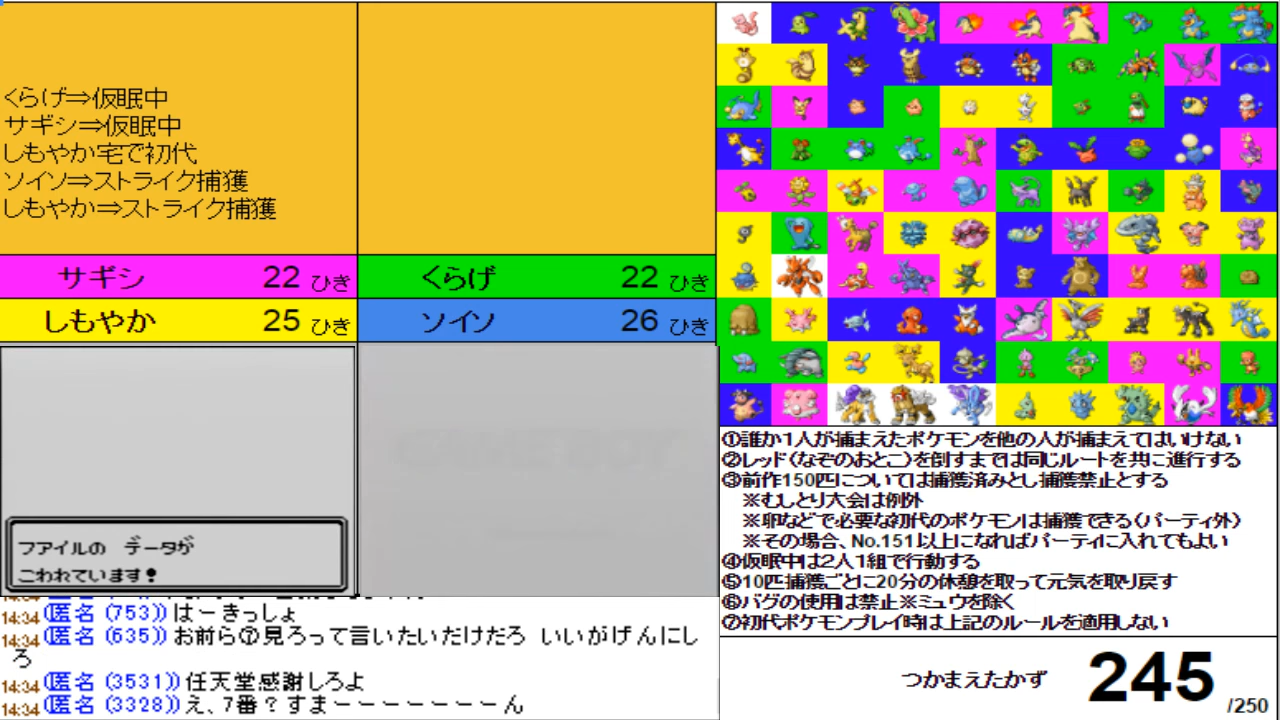 くらげ⇒仮眠中
サギシ⇒仮眠中
しもやか宅で初代
ソイソ⇒ストライク捕獲
しもやか⇒ストライク捕獲
サギシ 22 ひき
くらげ 22 ひき
しもやか 25 ひき
ソイソ 26 ひき
ファイルの データが
こわれています!
14:34 (匿名 (753)) はーきっしょ
14:34 (匿名 (635)) お前ら⑦見ろって言いたいだけだろ いいがげんにし
ろ
14:34 (匿名 (3531)) 任天堂感謝しろよ
14:34 (匿名 (3328)) え、7番？すまーーーーーーーん
①誰か1人が捕まえたポケモンを他の人が捕まえてはいけない
②レッド(なぞのおとこ)を倒すまでは同じルートを共に進行する
③前作150匹については捕獲済みとし捕獲禁止とする
※むしとり大会は例外
※卵などで必要な初代のポケモンは捕獲できる(パーティ外)
※その場合、No.151以上になればパーティに入れてもよい
④仮眠中は2人1組で行動する
⑤10匹捕獲ごとに20分の休憩を取って元気を取り戻す
⑥バグの使用は禁止※ミュウを除く
⑦初代ポケモンプレイ時は上記のルールを適用しない
つかまえたかず 245 /250